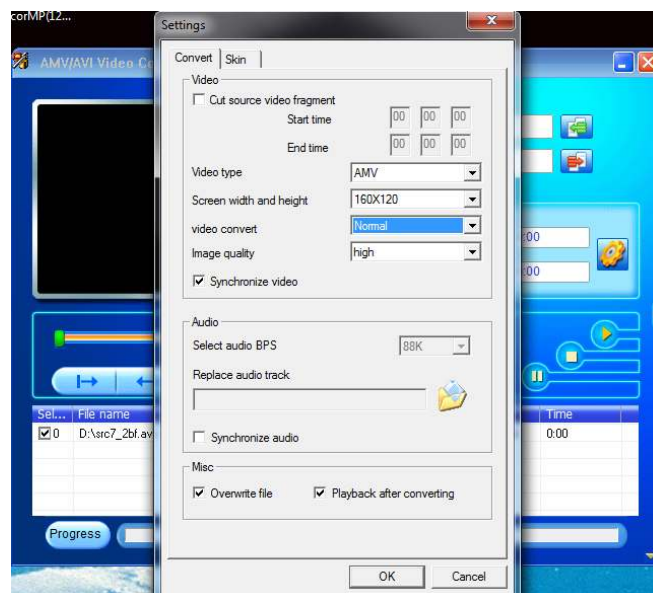 corMP(12...
Settings
AMV/AVI Video Co
Convert Skin
Video
Cut source video fragment
Start time 00 00 00
End time 00 00 00
Video type AMV
Screen width and height 160X120
video convert Normal
Image quality high
Synchronize video
:00
:00
Audio
Select audio BPS 88K
Replace audio track
Synchronize audio
Sel... File name Time
0 D:\src7_2bf.av 0:00
Misc
Overwrite file Playback after converting
Progress
OK Cancel